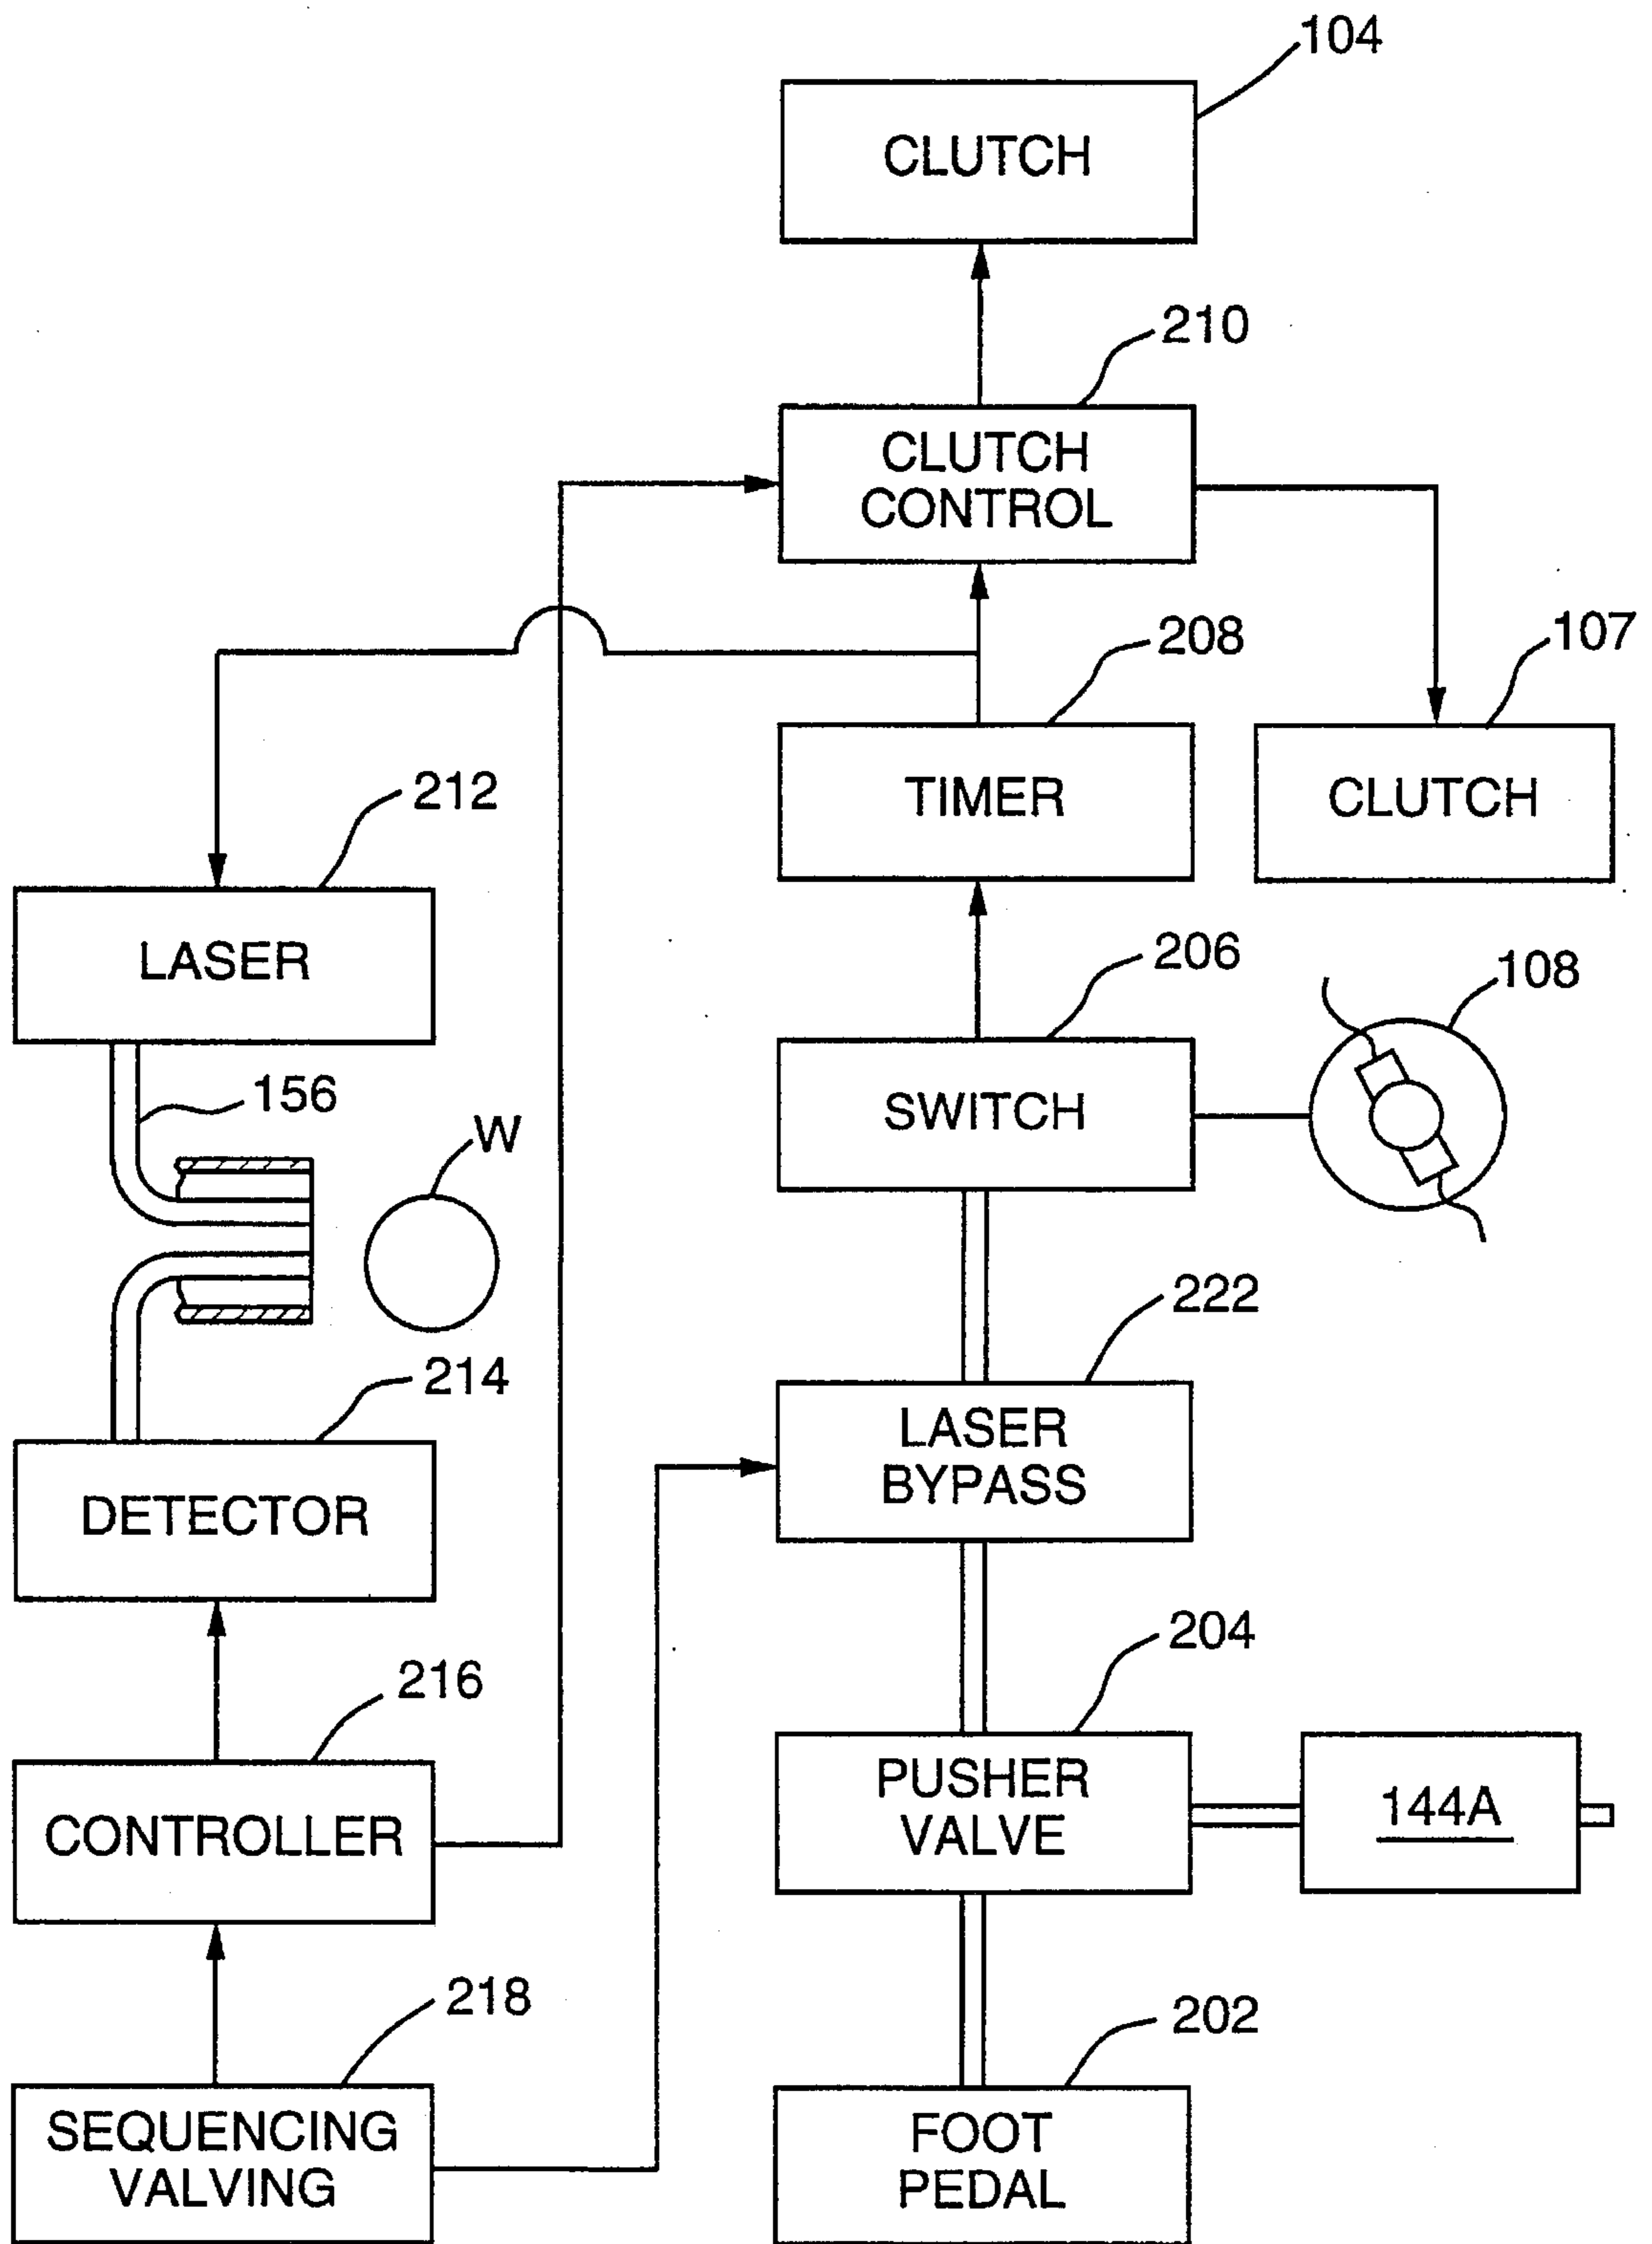 104
CLUTCH
210
CLUTCH
CONTROL
208
107
TIMER
CLUTCH
212
LASER
206
108
SWITCH
156
W
222
LASER
BYPASS
214
DETECTOR
204
PUSHER
VALVE
144A
216
CONTROLLER
218
SEQUENCING
VALVING
202
FOOT
PEDAL